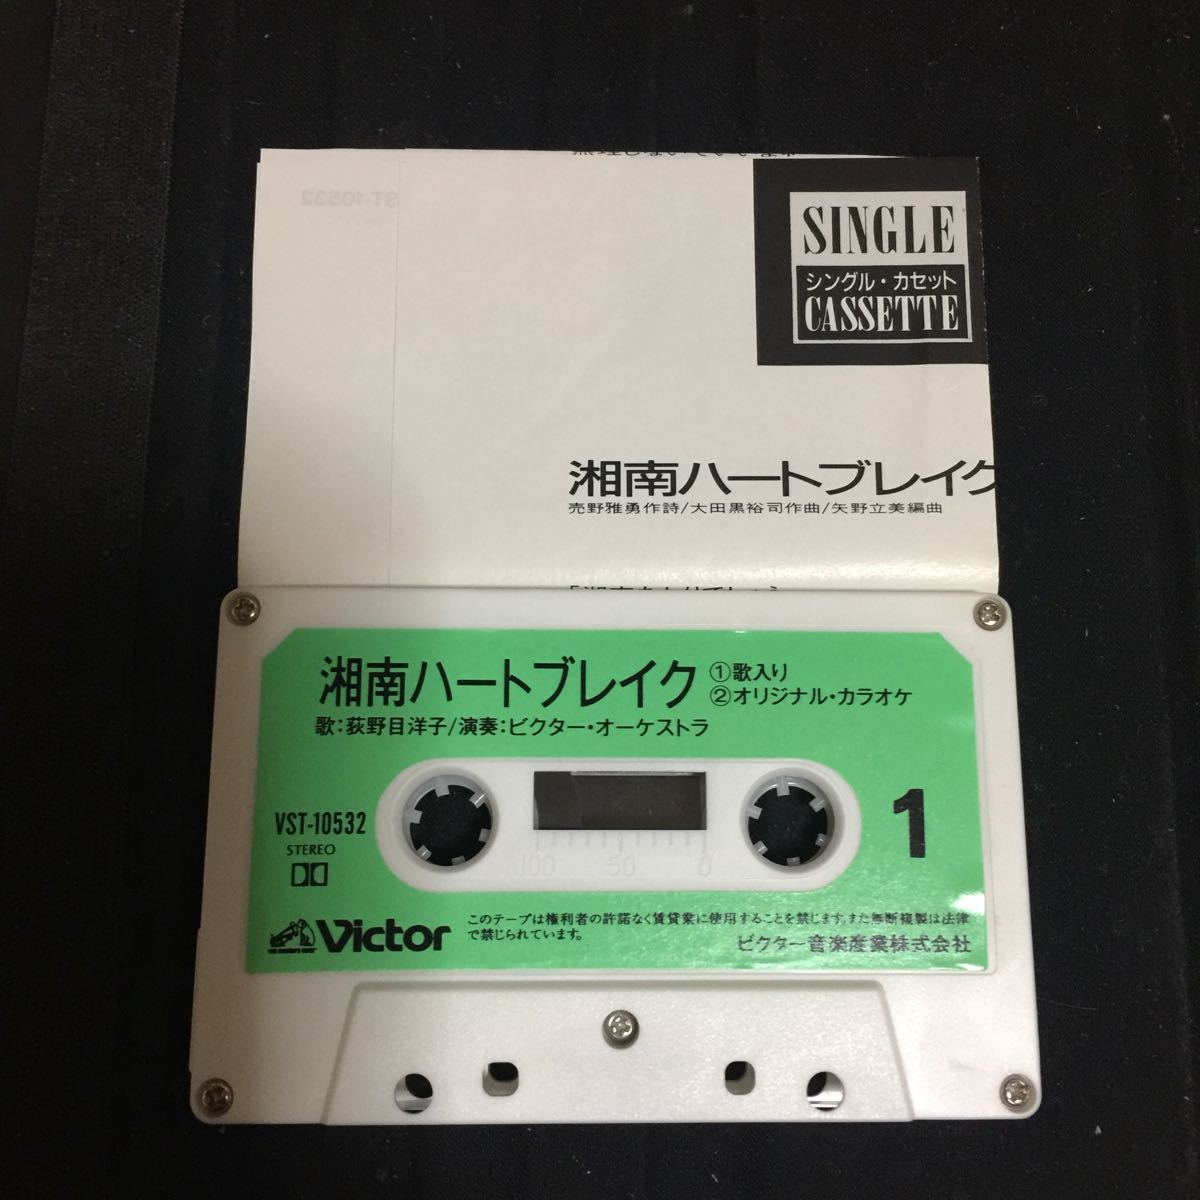 SINGLE
シングル・カセット
CASSETTE
湘南ハートブレイク
売野雅勇作詩/大田黒裕司作曲/矢野立美編曲
湘南ハートブレイク
①歌入り
②オリジナル・カラオケ
歌:荻野目洋子/演奏:ビクター・オーケストラ
VST-10532
STEREO
1
100 50 0
Victor
このテープは権利者の許諾なく賃貸業に使用することを禁じます。また無断複製は法律
で禁じられています。
ビクター音楽産業株式会社